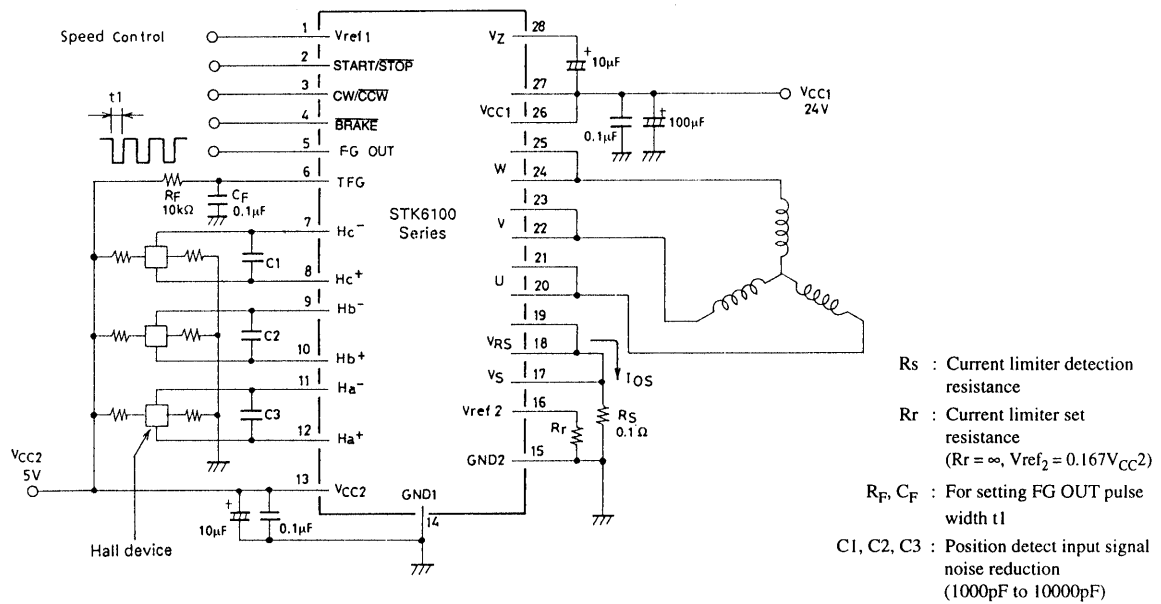 Speed Control
t1
1
Vref1
2
START/STOP
3
CW/CCW
4
BRAKE
5
FG OUT
6
TFG
RF
10kΩ
CF
0.1μF
7
Hc-
C1
8
Hc+
9
Hb-
C2
10
Hb+
11
Ha-
C3
12
Ha+
VCC2
5V
13
VCC2
10μF
0.1μF
Hall device
GND1
14
STK6100
Series
28
VZ
10μF
27
VCC1
26
0.1μF
100μF
VCC1
24V
25
W
24
23
V
22
21
U
20
19
VRS
18
IOS
VS
17
RS
0.1Ω
Vref 2
16
Rr
15
GND2
Rs : Current limiter detection
resistance
Rr : Current limiter set
resistance
(Rr = ∞, Vref2 = 0.167VCC2)
RF, CF : For setting FG OUT pulse
width t1
C1, C2, C3 : Position detect input signal
noise reduction
(1000pF to 10000pF)